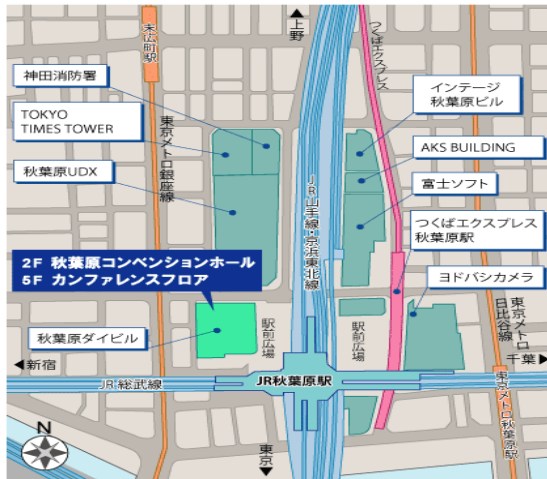 上野
末広町駅
つくばエクスプレス
神田消防署
TOKYO
TIMES TOWER
秋葉原UDX
東京メトロ銀座線
インテージ
秋葉原ビル
AKS BUILDING
富士ソフト
JR山手線・京浜東北線
つくばエクスプレス
秋葉原駅
2F 秋葉原コンベンションホール
5F カンファレンスフロア
ヨドバシカメラ
秋葉原ダイビル
駅前広場
駅前広場
東京メトロ
日比谷線
新宿
千葉
JR 総武線
JR秋葉原駅
東京メトロ秋葉原駅
N
東京